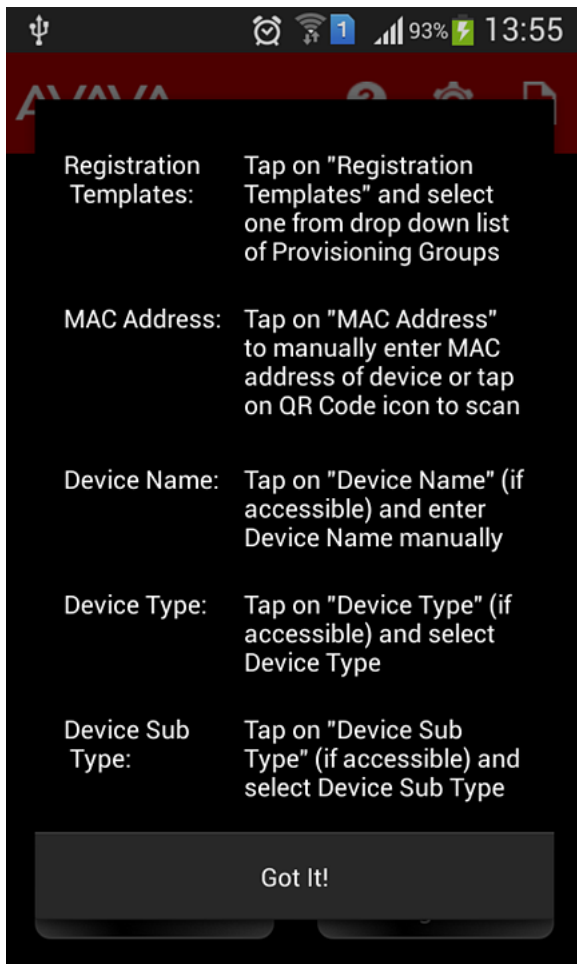 1 93% 13:55
AVAYA
Registration Tap on "Registration
Templates: Templates" and select
one from drop down list
of Provisioning Groups
MAC Address: Tap on "MAC Address"
to manually enter MAC
address of device or tap
on QR Code icon to scan
Device Name: Tap on "Device Name" (if
accessible) and enter
Device Name manually
Device Type: Tap on "Device Type" (if
accessible) and select
Device Type
Device Sub Tap on "Device Sub
Type: Type" (if accessible) and
select Device Sub Type
Got It!